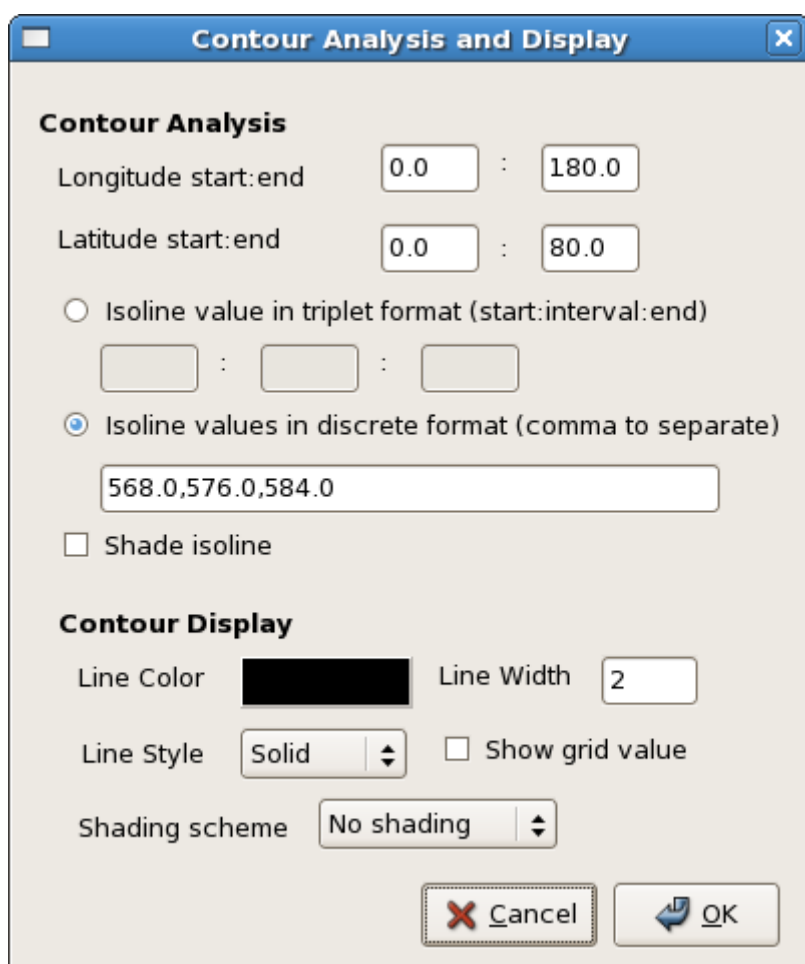 Contour Analysis and Display
Contour Analysis
Longitude start:end 0.0 : 180.0
Latitude start:end 0.0 : 80.0
Isoline value in triplet format (start:interval:end)
: :
Isoline values in discrete format (comma to separate)
568.0,576.0,584.0
Shade isoline
Contour Display
Line Color Line Width 2
Line Style Solid Show grid value
Shading scheme No shading
Cancel OK